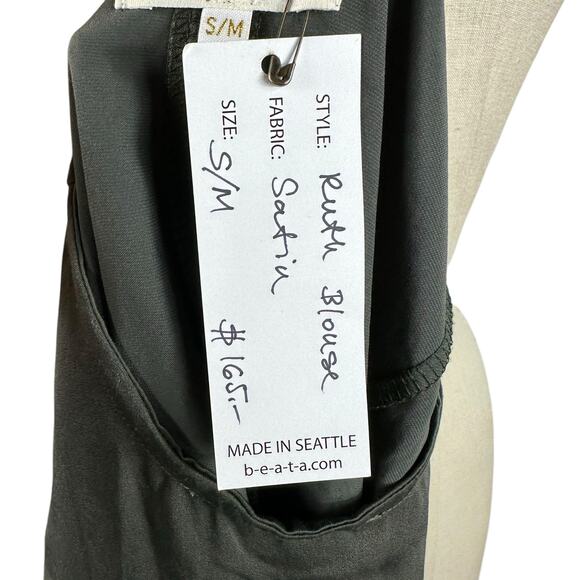 S/M
STYLE: Ruth Blouse
FABRIC: Satin
SIZE: S/M $165.-
MADE IN SEATTLE
b-e-a-t-a.com